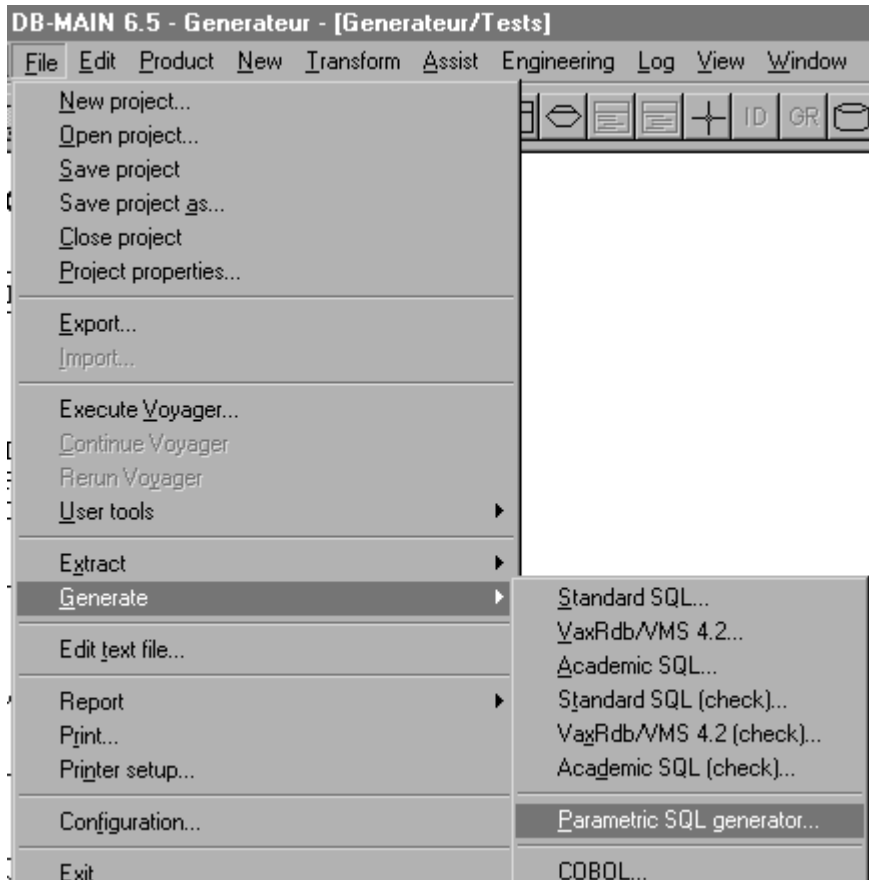 DB-MAIN 6.5 - Generateur - [Generateur/Tests]
File Edit Product New Transform Assist Engineering Log View Window
ID GR
New project...
Open project...
Save project
Save project as...
Close project
Project properties...
Export...
Import...
Execute Voyager...
Continue Voyager
Rerun Voyager
User tools
Extract
Generate
Edit text file...
Report
Print...
Printer setup...
Configuration...
Exit
Standard SQL...
VaxRdb/VMS 4.2...
Academic SQL...
Standard SQL (check)...
VaxRdb/VMS 4.2 (check)...
Academic SQL (check)...
Parametric SQL generator...
COBOL...